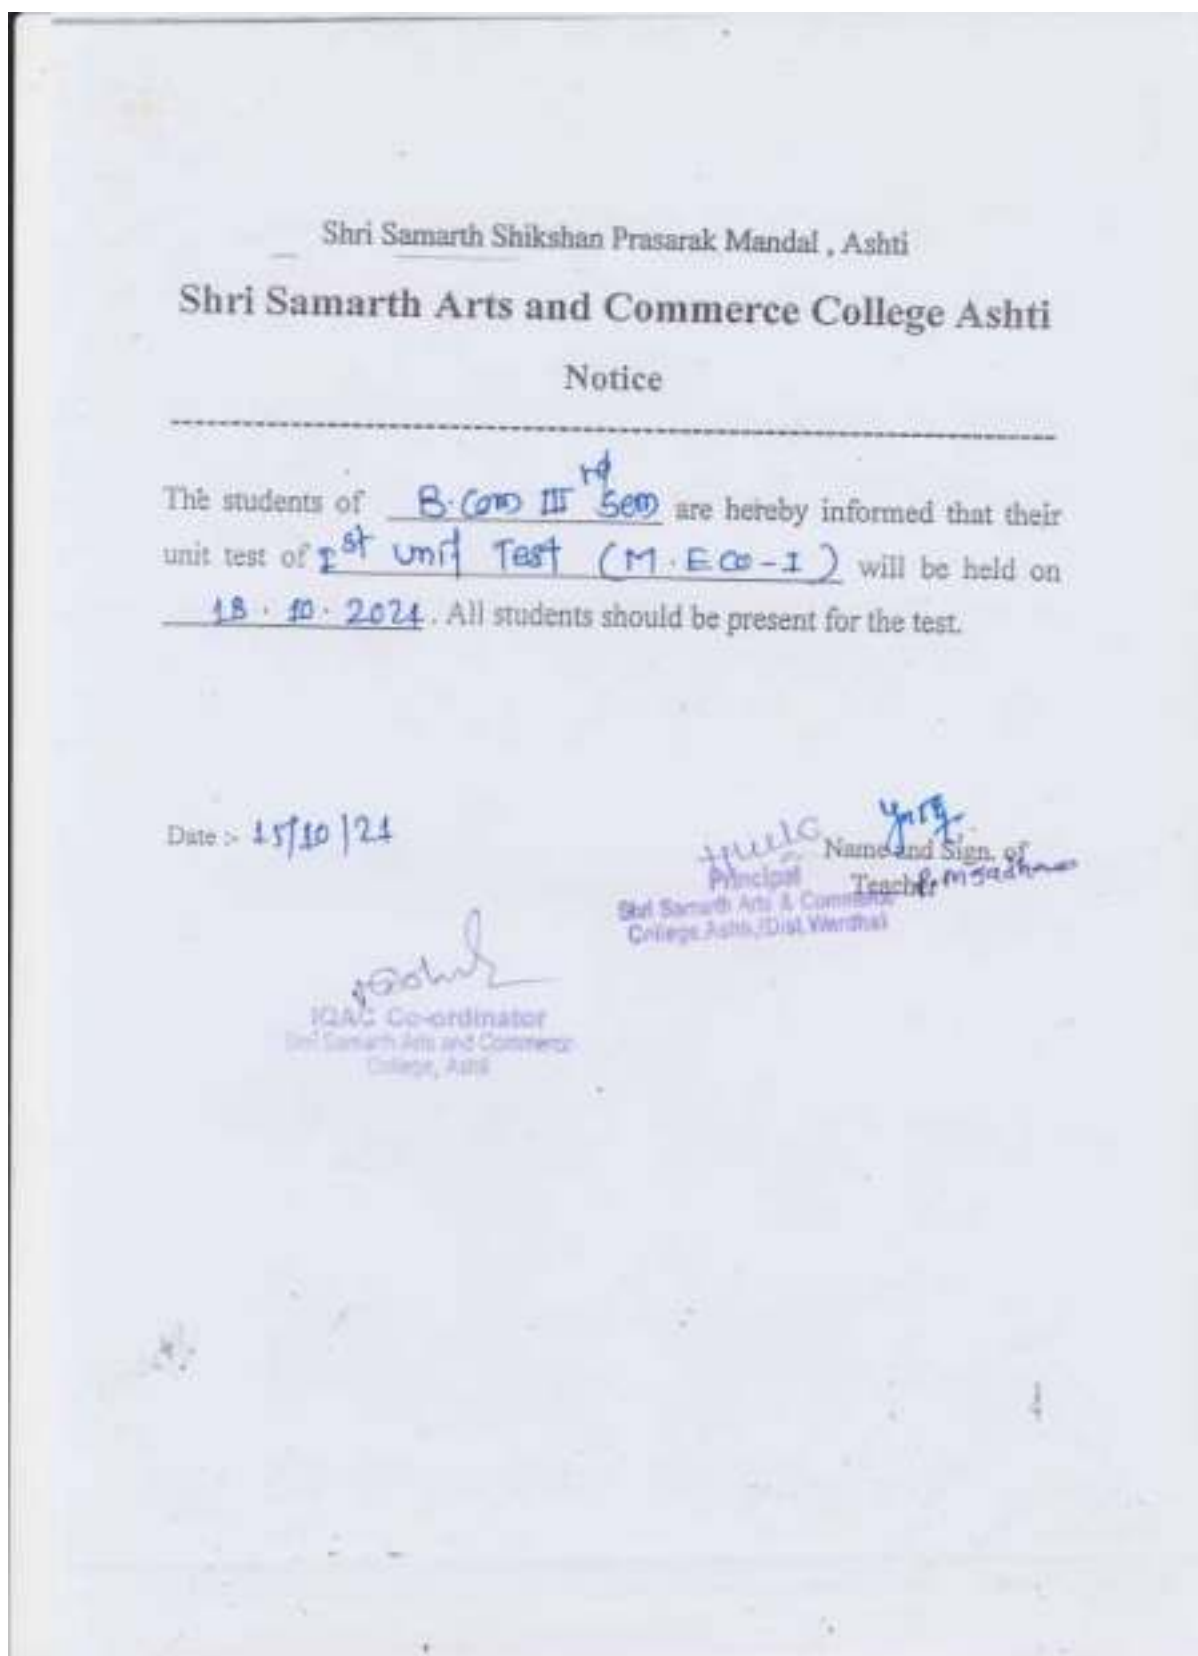 Shri Samarth Shikshan Prasarak Mandal , Ashti
Shri Samarth Arts and Commerce College Ashti
Notice
The students of B.Com III rd Sem are hereby informed that their
unit test of I st Unit Test (M.ECO-I) will be held on
18.10.2021. All students should be present for the test.
Date :- 15/10/21
Name and Sign. of
Teacher
Principal
Shri Samarth Arts & Commerce
College Ashti,(Dist.Wardha)
IQAC Co-ordinator
Shri Samarth Arts and Commerce
College, Ashti